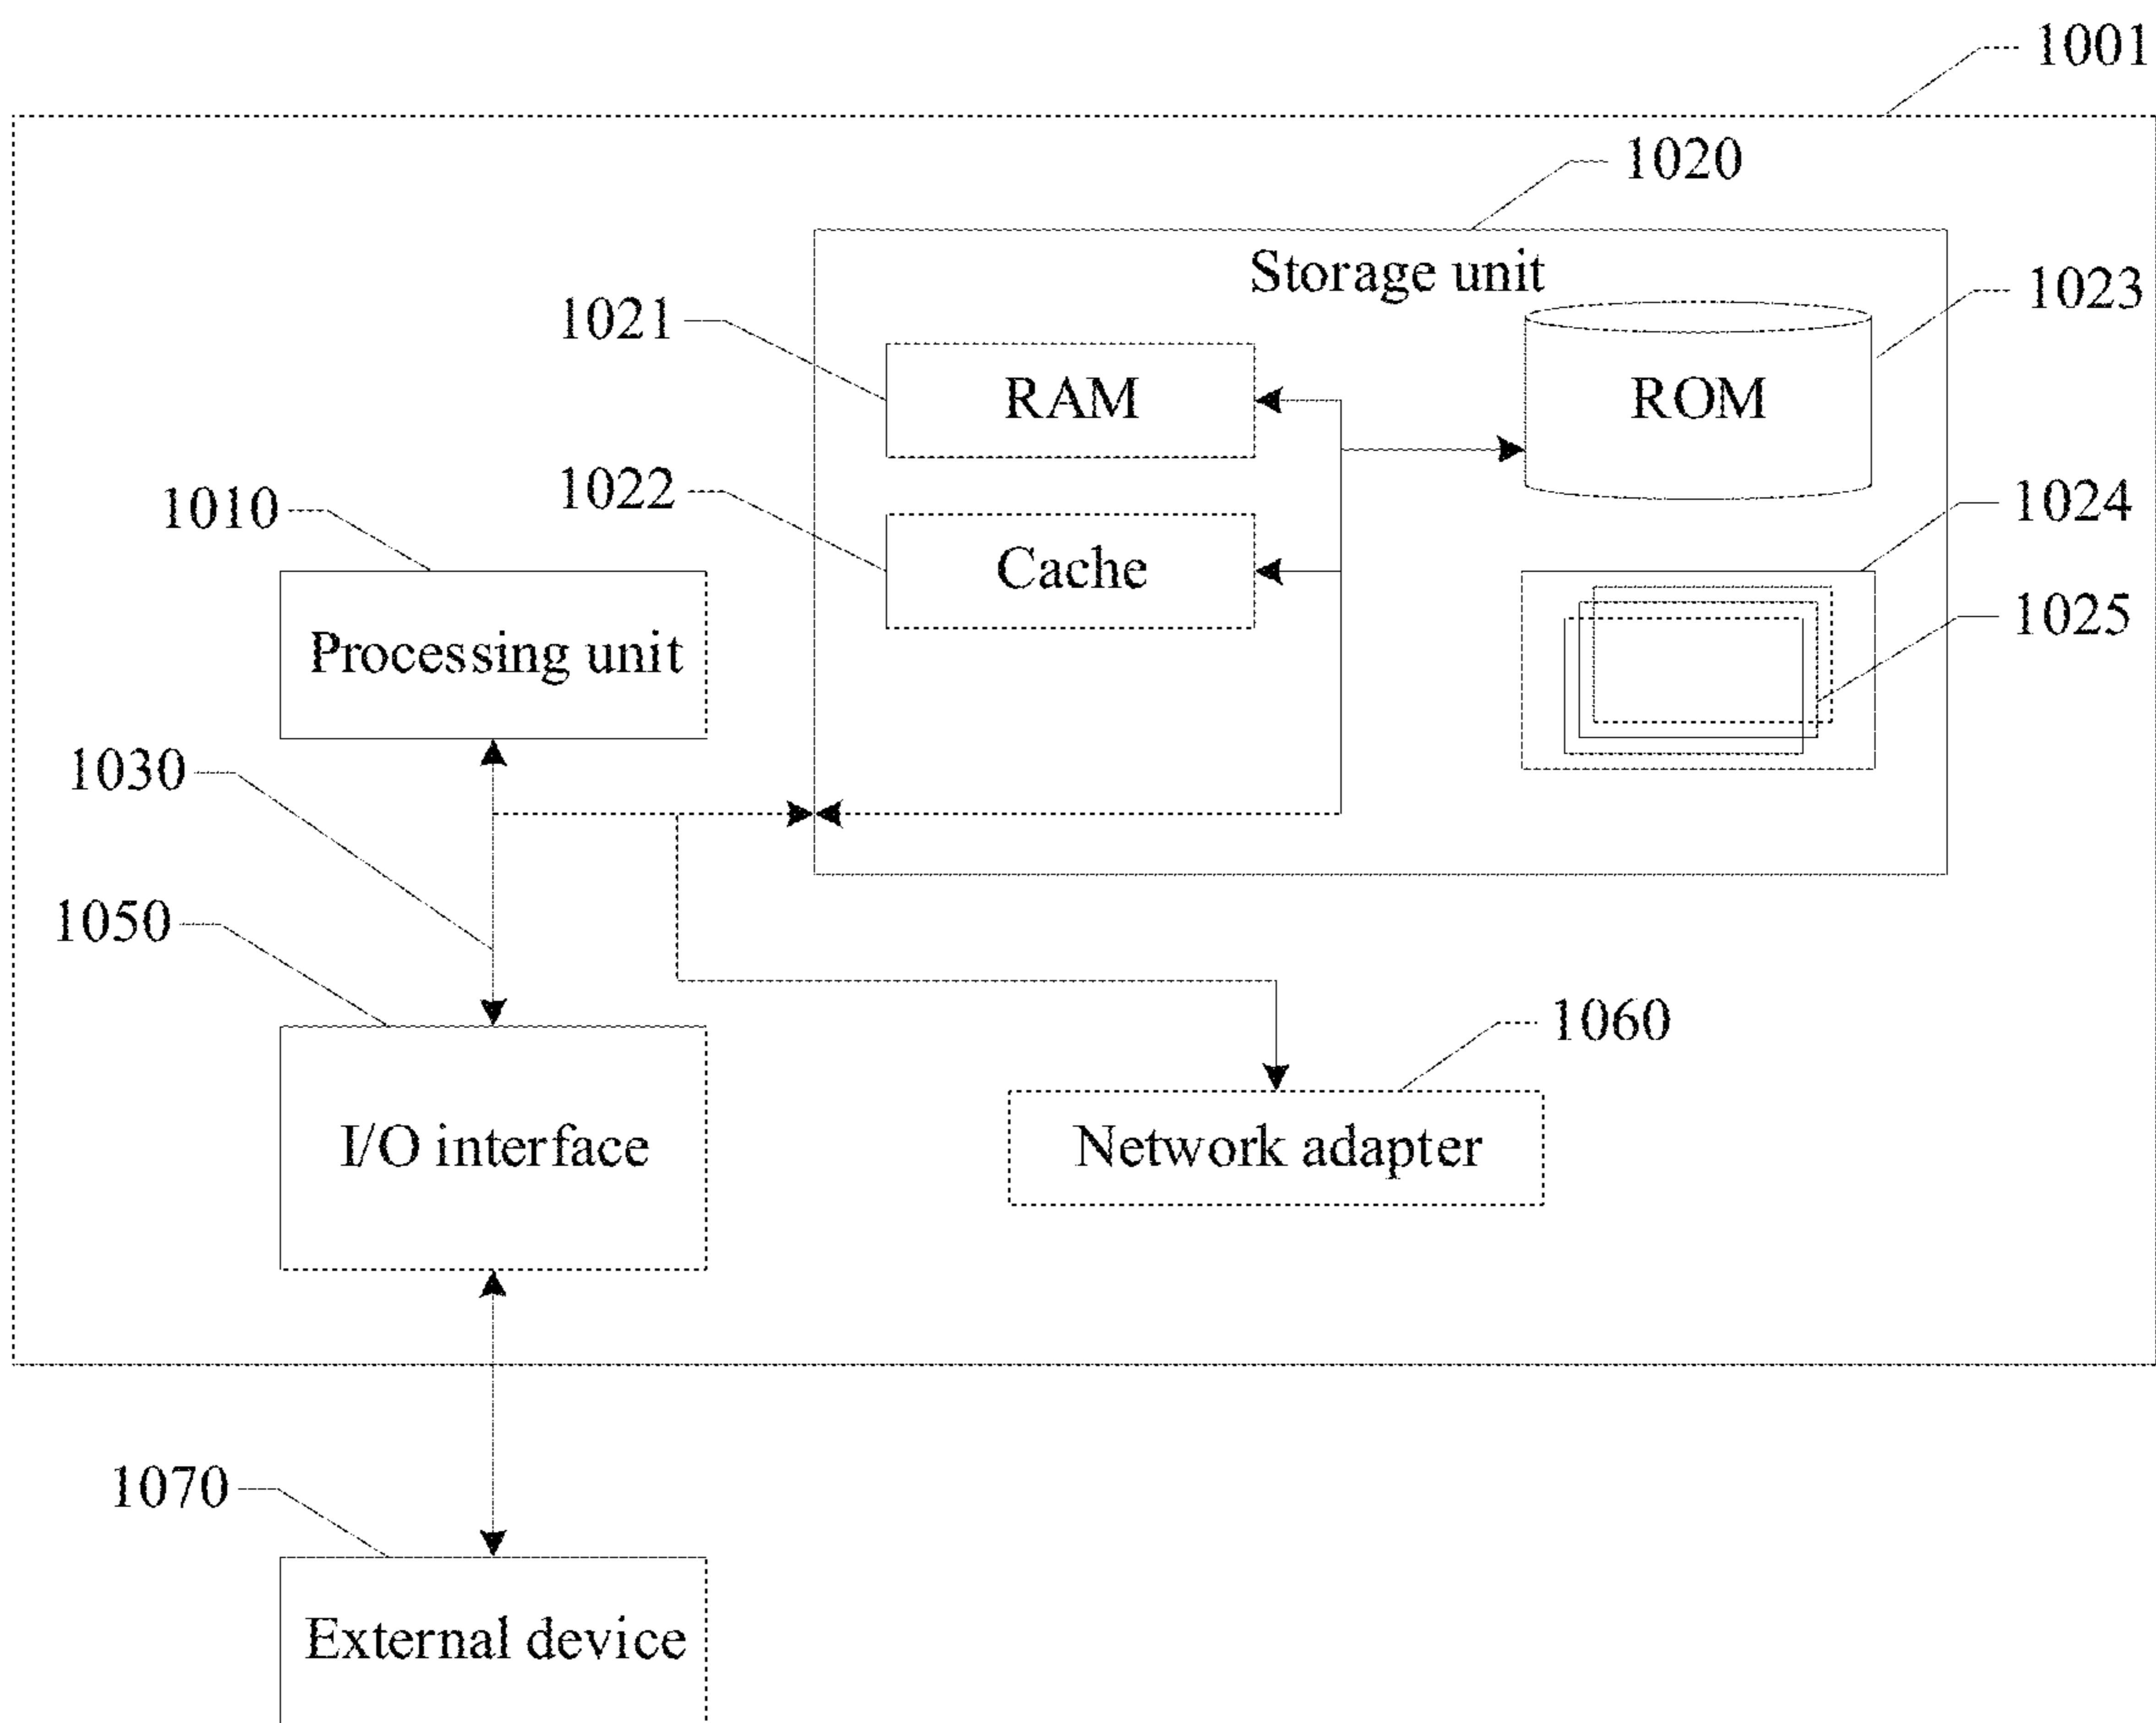 1001
1020
Storage unit
1023
1021
RAM
ROM
1022
1024
1010
Cache
1025
Processing unit
1030
1050
1060
I/O interface
Network adapter
1070
External device